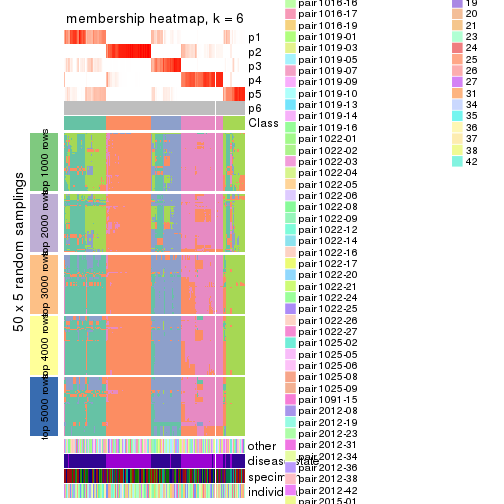 membership heatmap, k = 6
p1
p2
p3
p4
p5
p6
Class
50 x 5 random samplings
top 1000 rows
top 2000 rows
top 3000 rows
top 4000 rows
top 5000 rows
other
disease.state
individ
pair1016-16
pair1016-17
pair1016-19
pair1019-01
pair1019-03
pair1019-05
pair1019-07
pair1019-09
pair1019-10
pair1019-13
pair1019-14
pair1019-16
pair1022-01
pair1022-02
pair1022-03
pair1022-04
pair1022-05
pair1022-06
pair1022-08
pair1022-09
pair1022-12
pair1022-14
pair1022-16
pair1022-17
pair1022-20
pair1022-21
pair1022-24
pair1022-25
pair1022-26
pair1022-27
pair1025-02
pair1025-05
pair1025-06
pair1025-08
pair1025-09
pair1091-15
pair2012-08
pair2012-19
pair2012-23
pair2012-31
pair2012-34
pair2012-36
pair2012-38
pair2012-42
pair2015-01
19
20
21
23
24
25
26
27
31
34
35
36
37
38
42